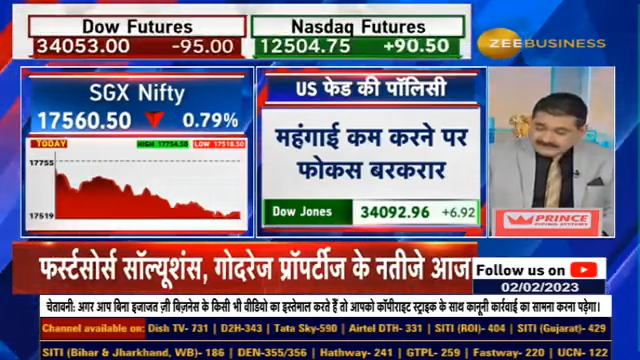 Dow Futures
34053.00 -95.00
Nasdaq Futures
12504.75 +90.50
ZEEBUSINESS
SGX Nifty
17560.50 0.79%
TODAY HIGH 17754.50 LOW 17518.50
17755
17519
US फेड की पॉलिसी
महंगाई कम करने पर
फोकस बरकरार
Dow Jones 34092.96 +6.92
PRINCE
PIPING SYSTEMS
फर्स्टसोर्स सॉल्यूशंस, गोदरेज प्रॉपर्टीज के नतीजे आज
Follow us on
02/02/2023
चेतावनी: अगर आप बिना इजाजत ज़ी बिज़नेस के किसी भी वीडियो का इस्तेमाल करते हैं तो आपको कॉपीराइट स्ट्राइक के साथ कानूनी कार्रवाई का सामना करना पड़ेगा।
Channel available on: Dish TV- 731 | D2H-343 | Tata Sky-590 | Airtel DTH- 331 | SITI (ROI) - 404 | SITI (Gujarat)- 429
SITI (Bihar & Jharkhand, WB)- 186 | DEN-355/356 | Hathway- 241 | GTPL- 259 | Fastway- 220 | UCN- 122